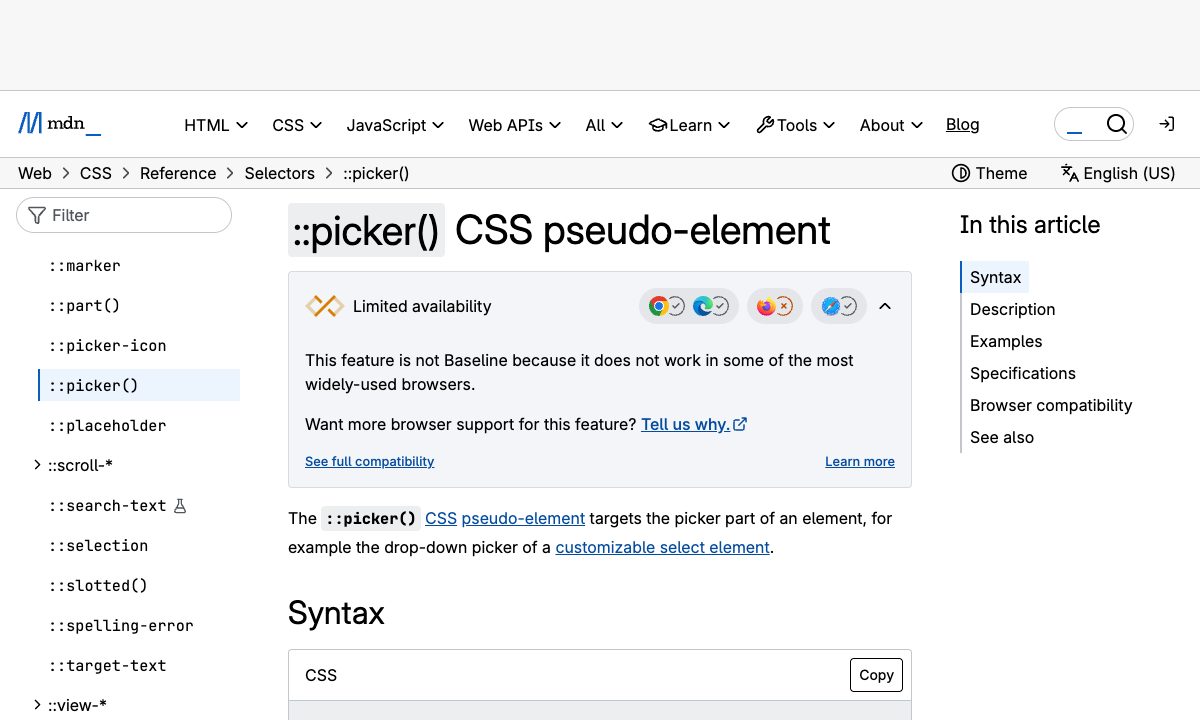 mdn_
HTML CSS JavaScript Web APIs All Learn Tools About Blog
Web CSS Reference Selectors ::picker()
Theme English (US)
Filter
::marker
::part()
::picker-icon
::picker()
::placeholder
::scroll-*
::search-text
::selection
::slotted()
::spelling-error
::target-text
::view-*
::picker() CSS pseudo-element
Limited availability
This feature is not Baseline because it does not work in some of the most
widely-used browsers.
Want more browser support for this feature? Tell us why.
See full compatibility Learn more
The ::picker() CSS pseudo-element targets the picker part of an element, for
example the drop-down picker of a customizable select element.
Syntax
CSS Copy
In this article
Syntax
Description
Examples
Specifications
Browser compatibility
See also